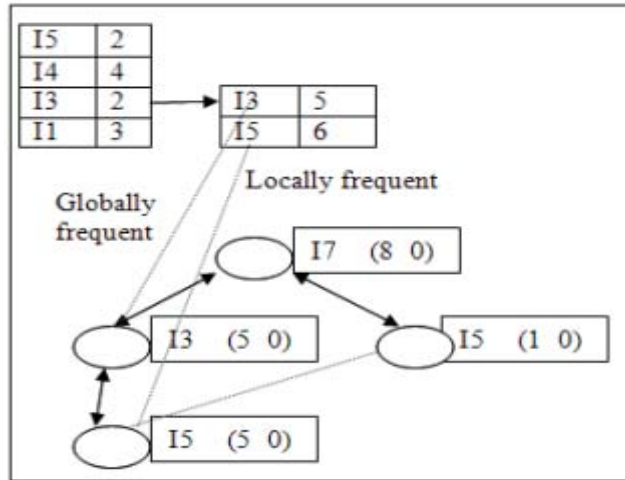 I5 2
I4 4
I3 2
I1 3
I3 5
I5 6
Locally frequent
Globally
frequent
I7 (8 0)
I3 (5 0)
I5 (1 0)
I5 (5 0)